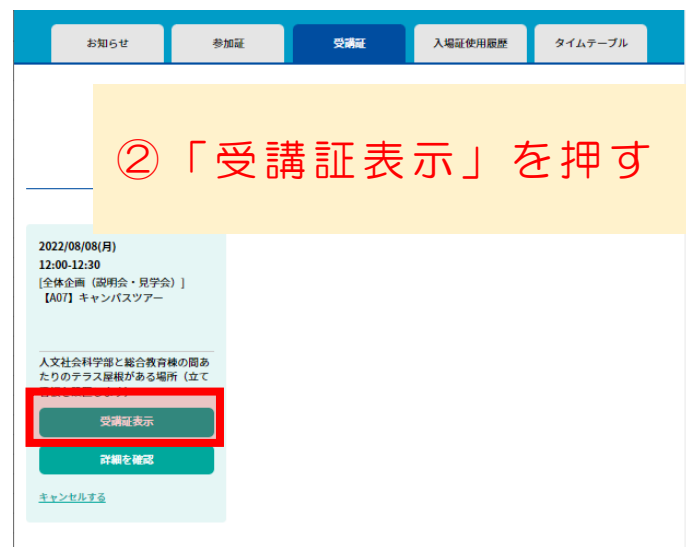 お知らせ
参加証
受講証
入場証使用履歴
タイムテーブル
②「受講証表示」を押す
2022/08/08(月)
12:00-12:30
[全体企画（説明会・見学会）]
【A07】キャンパスツアー
人文社会科学部と総合教育棟の間あ
たりのテラス屋根がある場所（立て
受講証表示
詳細を確認
キャンセルする